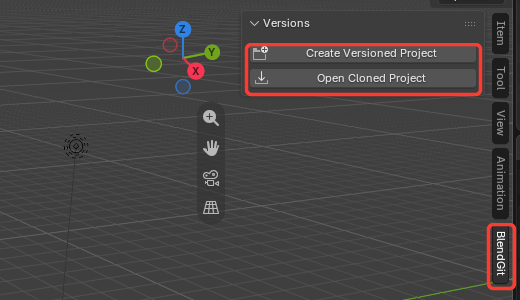 Versions
Create Versioned Project
Open Cloned Project
Z
Y
X
Item
Tool
View
Animation
BlendGit